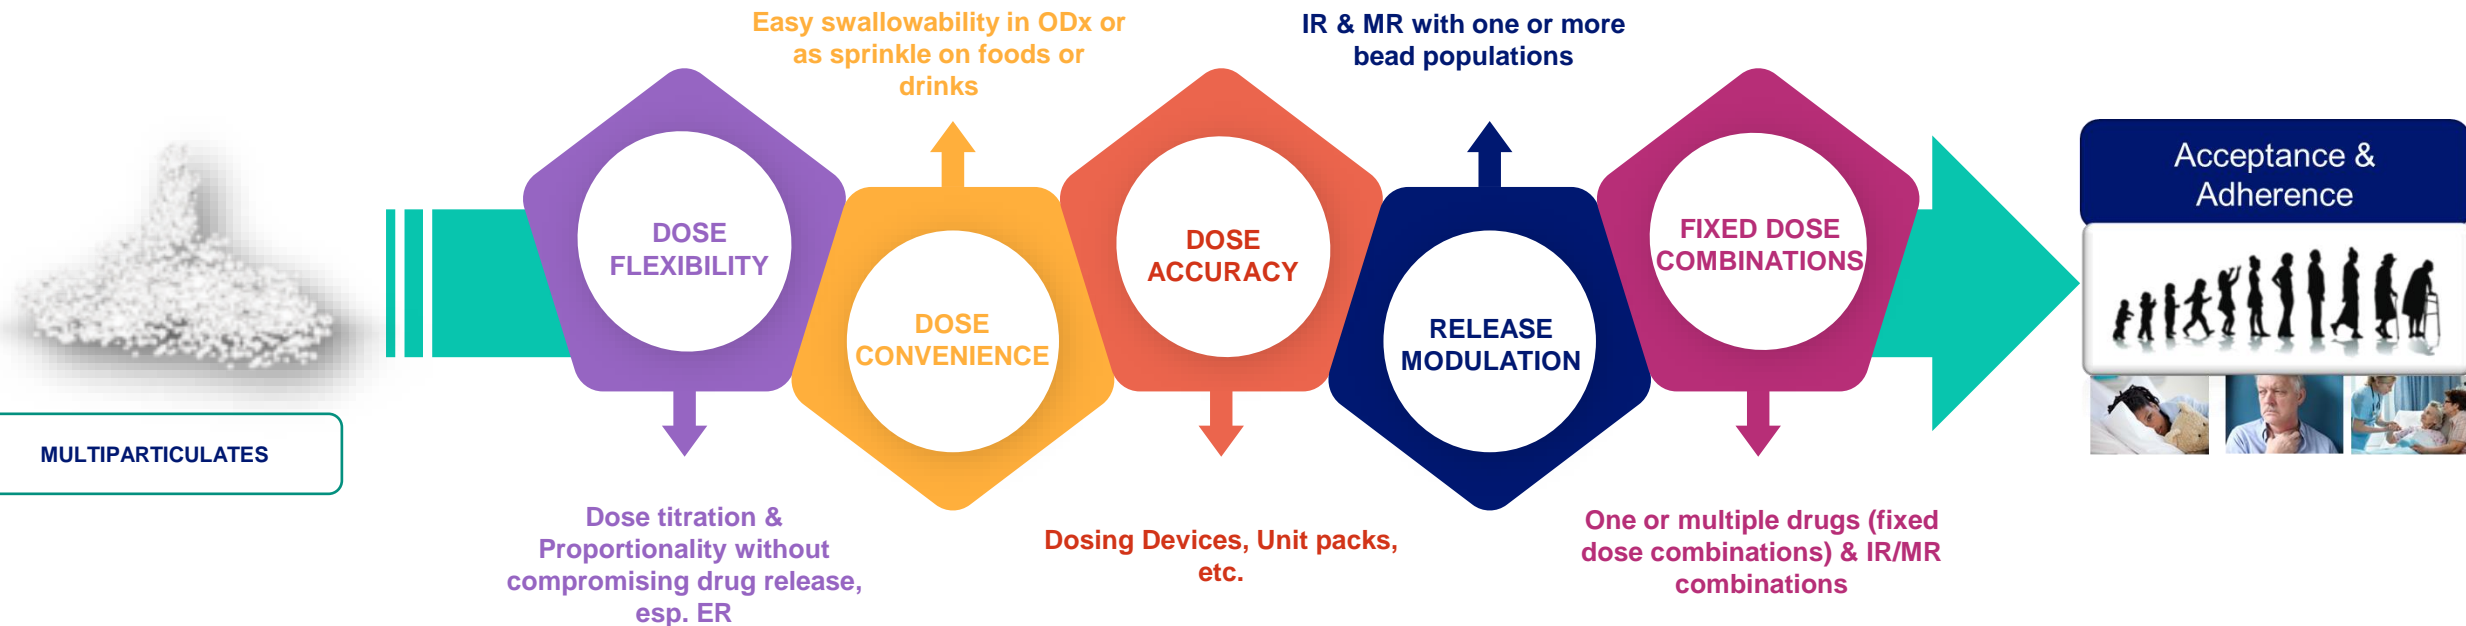 MULTIPARTICULATES
DOSE
FLEXIBILITY
Dose titration &
Proportionality without
compromising drug release,
esp. ER
Easy swallowability in ODx or
as sprinkle on foods or
drinks
DOSE
CONVENIENCE
DOSE
ACCURACY
Dosing Devices, Unit packs,
etc.
IR & MR with one or more
bead populations
RELEASE
MODULATION
FIXED DOSE
COMBINATIONS
One or multiple drugs (fixed
dose combinations) & IR/MR
combinations
Acceptance &
Adherence